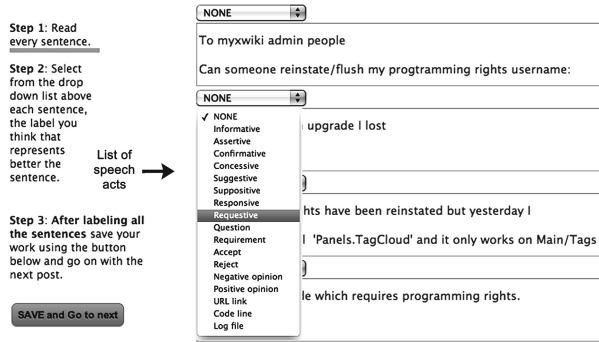 Step 1: Read
every sentence.
Step 2: Select
from the drop
down list above
each sentence,
the label you
think that
represents
better the
sentence.
Step 3: After labeling all
the sentences save your
work using the button
below and go on with the
next post.
SAVE and Go to next
List of
speech
acts
NONE
To myxwiki admin people
Can someone reinstate/flush my progtramming rights username:
NONE
✓ NONE
Informative
Assertive
Confirmative
Concessive
Suggestive
Suppositive
Responsive
Requestive
Question
Requirement
Accept
Reject
Negative opinion
Positive opinion
URL link
Code line
Log file
upgrade I lost
hts have been reinstated but yesterday I
'Panels.TagCloud' and it only works on Main/Tags
le which requires programming rights.